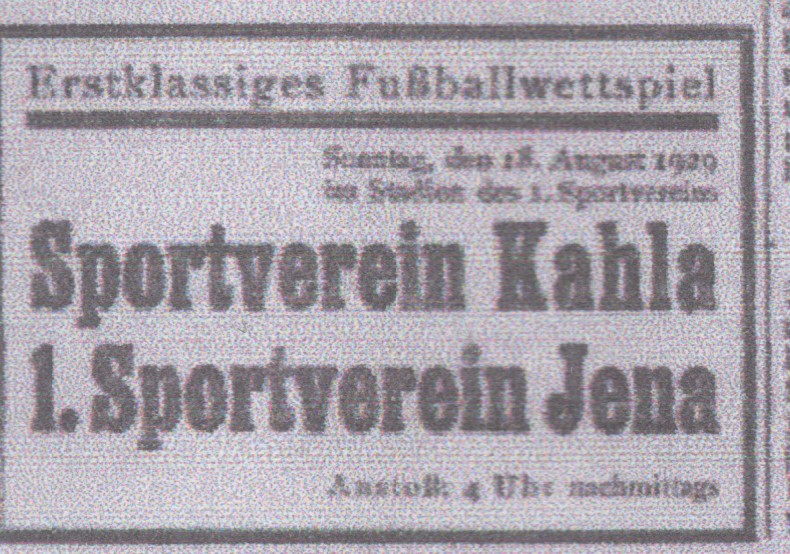 Erstklassiges Fußballwettspiel
Sonntag, den 18. August 1929
im Stadion des 1. Sportvereins
Sportverein Kahla
1. Sportverein Jena
Anstoß: 4 Uhr nachmittags